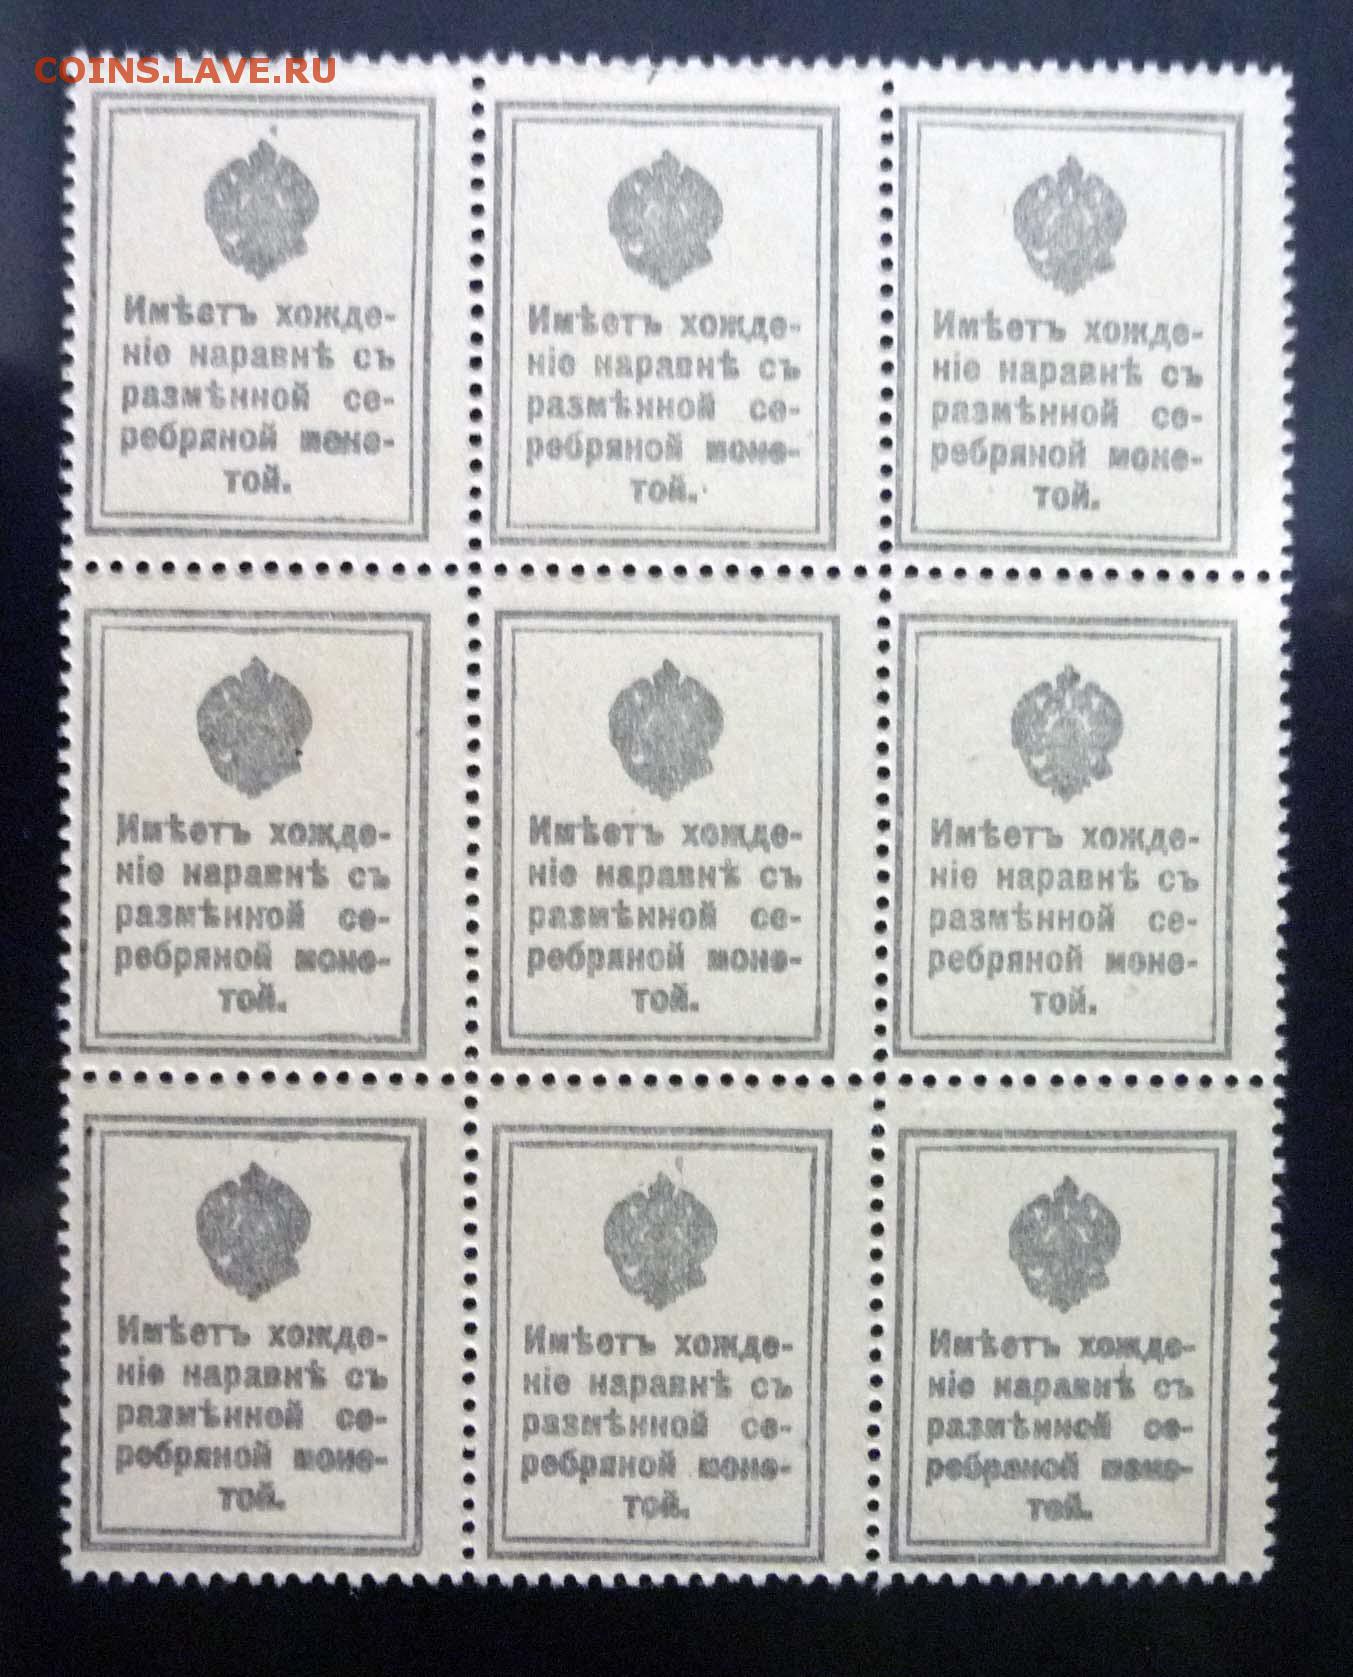 COINS.LAVE.RU
Имѣетъ хожде-
ніе наравнѣ съ
размѣнной се-
ребряной моне-
той.
Имѣетъ хожде-
ніе наравнѣ съ
размѣнной се-
ребряной моне-
той.
Имѣетъ хожде-
ніе наравнѣ съ
размѣнной се-
ребряной моне-
той.
Имѣетъ хожде-
ніе наравнѣ съ
размѣнной се-
ребряной моне-
той.
Имѣетъ хожде-
ніе наравнѣ съ
размѣнной се-
ребряной моне-
той.
Имѣетъ хожде-
ніе наравнѣ съ
размѣнной се-
ребряной моне-
той.
Имѣетъ хожде-
ніе наравнѣ съ
размѣнной се-
ребряной моне-
той.
Имѣетъ хожде-
ніе наравнѣ съ
размѣнной се-
ребряной моне-
той.
Имѣетъ хожде-
ніе наравнѣ съ
размѣнной се-
ребряной моне-
той.